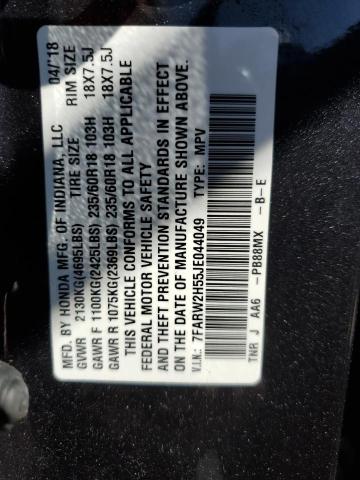 MFD. BY HONDA MFG. OF INDIANA, LLC 04/'18
TIRE SIZE RIM SIZE
GVWR 2130KG(4695LBS)
GAWR F 1100KG(2425LBS) 235/60R18 103H 18X7.5J
GAWR R 1075KG(2369LBS) 235/60R18 103H 18X7.5J
THIS VEHICLE CONFORMS TO ALL APPLICABLE
FEDERAL MOTOR VEHICLE SAFETY
AND THEFT PREVENTION STANDARDS IN EFFECT
ON THE DATE OF MANUFACTURE SHOWN ABOVE.
V.I.N.: 7FARW2H55JE044049 TYPE: MPV
TNR J AA6 -PB88MX -B-E